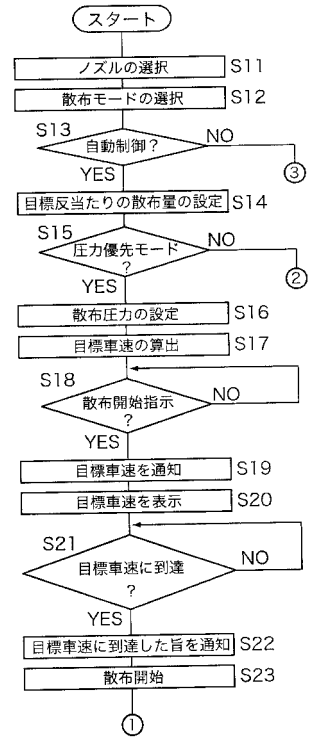 スタート
ノズルの選択 S11
散布モードの選択 S12
S13
自動制御? NO
YES ③
目標反当たりの散布量の設定 S14
S15
圧力優先モード NO
?
YES ②
散布圧力の設定 S16
目標車速の算出 S17
S18
散布開始指示 NO
?
YES
目標車速を通知 S19
目標車速を表示 S20
S21
目標車速に到達 NO
?
YES
目標車速に到達した旨を通知 S22
散布開始 S23
①